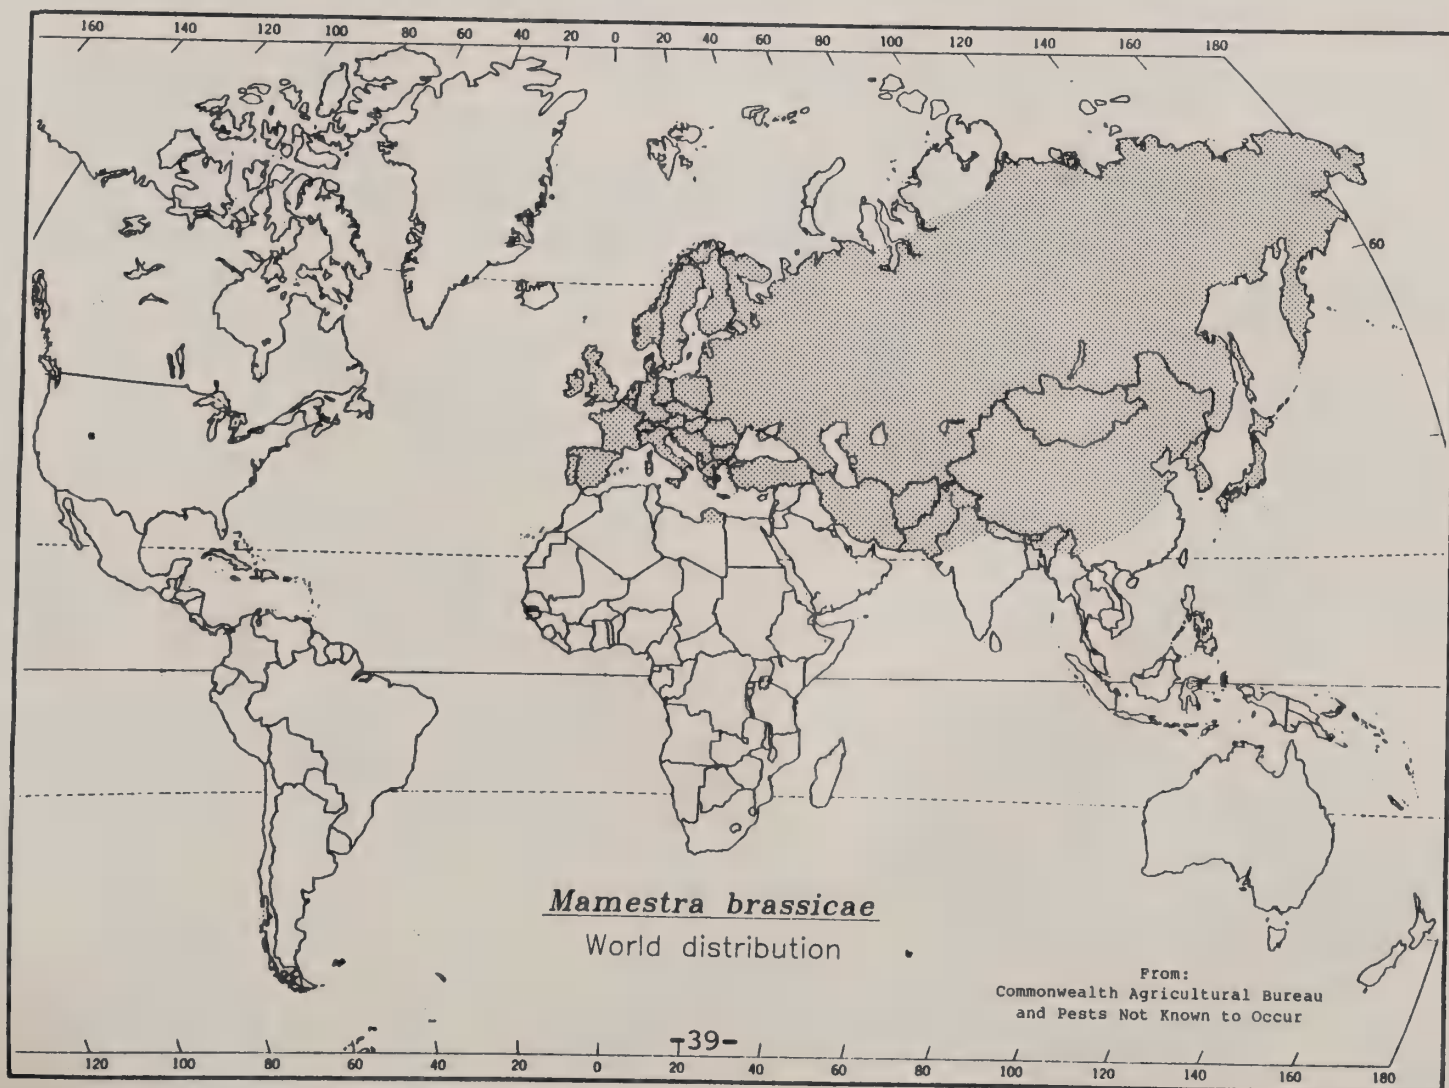 160 140 120 100 80 60 40 20 0 20 40 60 80 100 120 140 160 180
60
Mamestra brassicae
World distribution
From:
Commonwealth Agricultural Bureau
and Pests Not Known to Occur
-39-
120 100 80 60 40 20 0 20 40 60 80 100 120 140 160 180